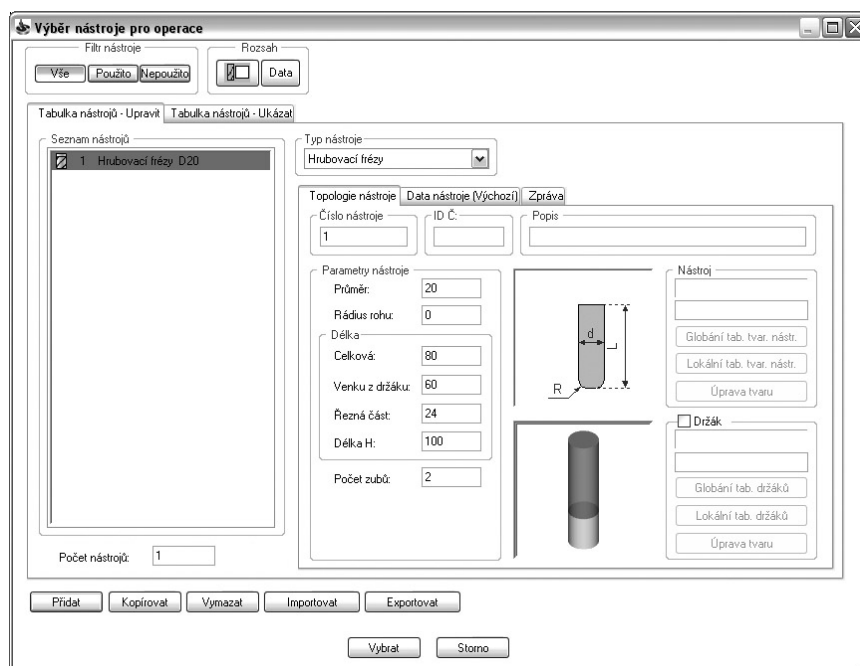 Výběr nástroje pro operace
Filtr nástroje
Vše
Použito
Nepoužito
Rozsah
Data
Tabulka nástrojů - Upravit
Tabulka nástrojů - Ukázat
Seznam nástrojů
1 Hrubovací frézy D20
Počet nástrojů:
1
Typ nástroje
Hrubovací frézy
Topologie nástroje
Data nástroje (Výchozí)
Zpráva
Číslo nástroje
1
ID Č:
Popis
Parametry nástroje
Průměr:
20
Rádius rohu:
0
Délka
Celková:
80
Venku z držáku:
60
Řezná část:
24
Délka H:
100
Počet zubů:
2
d
L
R
Nástroj
Globání tab. tvar. nástr.
Lokální tab. tvar. nástr.
Úprava tvaru
Držák
Globání tab. držáků
Lokální tab. držáků
Úprava tvaru
Přidat
Kopírovat
Vymazat
Importovat
Exportovat
Vybrat
Storno